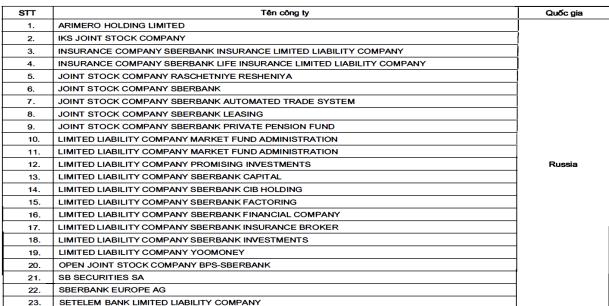 STT Tên công ty Quốc gia
1. ARIMERO HOLDING LIMITED
2. IKS JOINT STOCK COMPANY
3. INSURANCE COMPANY SBERBANK INSURANCE LIMITED LIABILITY COMPANY
4. INSURANCE COMPANY SBERBANK LIFE INSURANCE LIMITED LIABILITY COMPANY
5. JOINT STOCK COMPANY RASCHETNIYE RESHENIYA
6. JOINT STOCK COMPANY SBERBANK
7. JOINT STOCK COMPANY SBERBANK AUTOMATED TRADE SYSTEM
8. JOINT STOCK COMPANY SBERBANK LEASING
9. JOINT STOCK COMPANY SBERBANK PRIVATE PENSION FUND
10. LIMITED LIABILITY COMPANY MARKET FUND ADMINISTRATION
11. LIMITED LIABILITY COMPANY MARKET FUND ADMINISTRATION
12. LIMITED LIABILITY COMPANY PROMISING INVESTMENTS Russia
13. LIMITED LIABILITY COMPANY SBERBANK CAPITAL
14. LIMITED LIABILITY COMPANY SBERBANK CIB HOLDING
15. LIMITED LIABILITY COMPANY SBERBANK FACTORING
16. LIMITED LIABILITY COMPANY SBERBANK FINANCIAL COMPANY
17. LIMITED LIABILITY COMPANY SBERBANK INSURANCE BROKER
18. LIMITED LIABILITY COMPANY SBERBANK INVESTMENTS
19. LIMITED LIABILITY COMPANY YOOMONEY
20. OPEN JOINT STOCK COMPANY BPS-SBERBANK
21. SB SECURITIES SA
22. SBERBANK EUROPE AG
23. SETELEM BANK LIMITED LIABILITY COMPANY